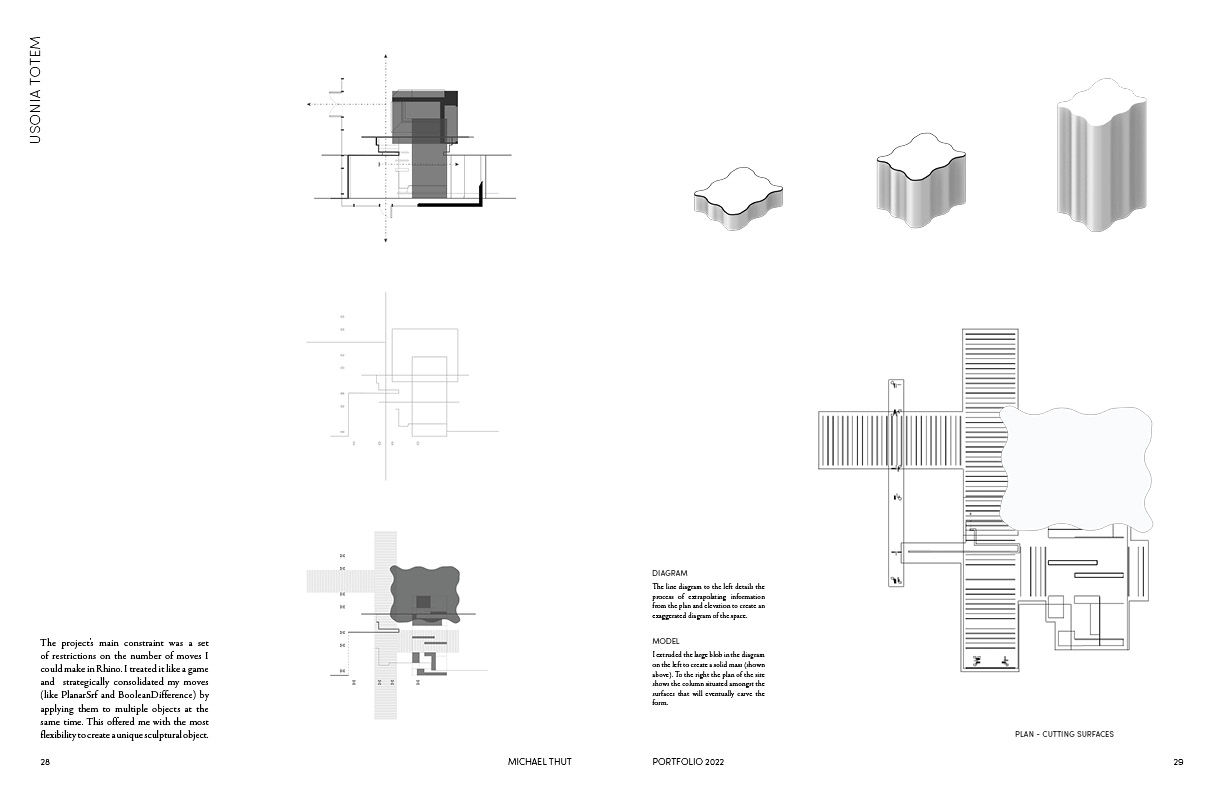 USONIA TOTEM
The project's main constraint was a set
of restrictions on the number of moves I
could make in Rhino. I treated it like a game
and strategically consolidated my moves
(like PlanarSrf and BooleanDifference) by
applying them to multiple objects at the
same time. This offered me with the most
flexibility to create a unique sculptural object.
28
MICHAEL THUT
DIAGRAM
The line diagram to the left details the
process of extrapolating information
from the plan and elevation to create an
exaggerated diagram of the space.
MODEL
I extruded the large blob in the diagram
on the left to create a solid mass (shown
above). To the right the plan of the site
shows the column situated amongst the
surfaces that will eventually carve the
form.
PLAN - CUTTING SURFACES
PORTFOLIO 2022
29